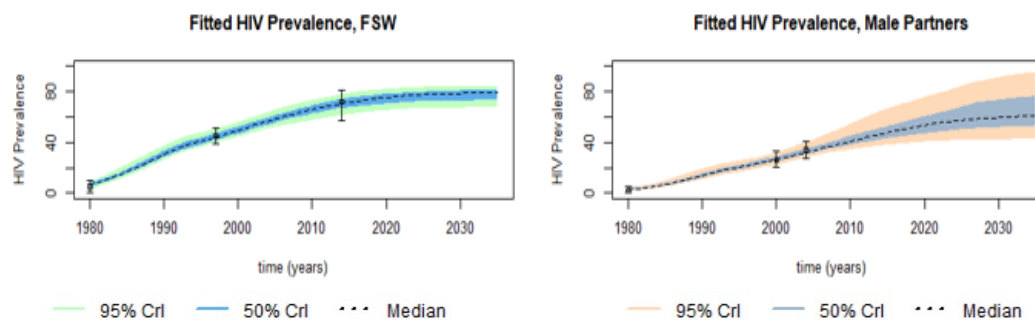 Fitted HIV Prevalence, FSW
HIV Prevalence
80
40
0
1980 1990 2000 2010 2020 2030
time (years)
95% CrI 50% CrI Median
Fitted HIV Prevalence, Male Partners
HIV Prevalence
80
40
0
1980 1990 2000 2010 2020 2030
time (years)
95% CrI 50% CrI Median